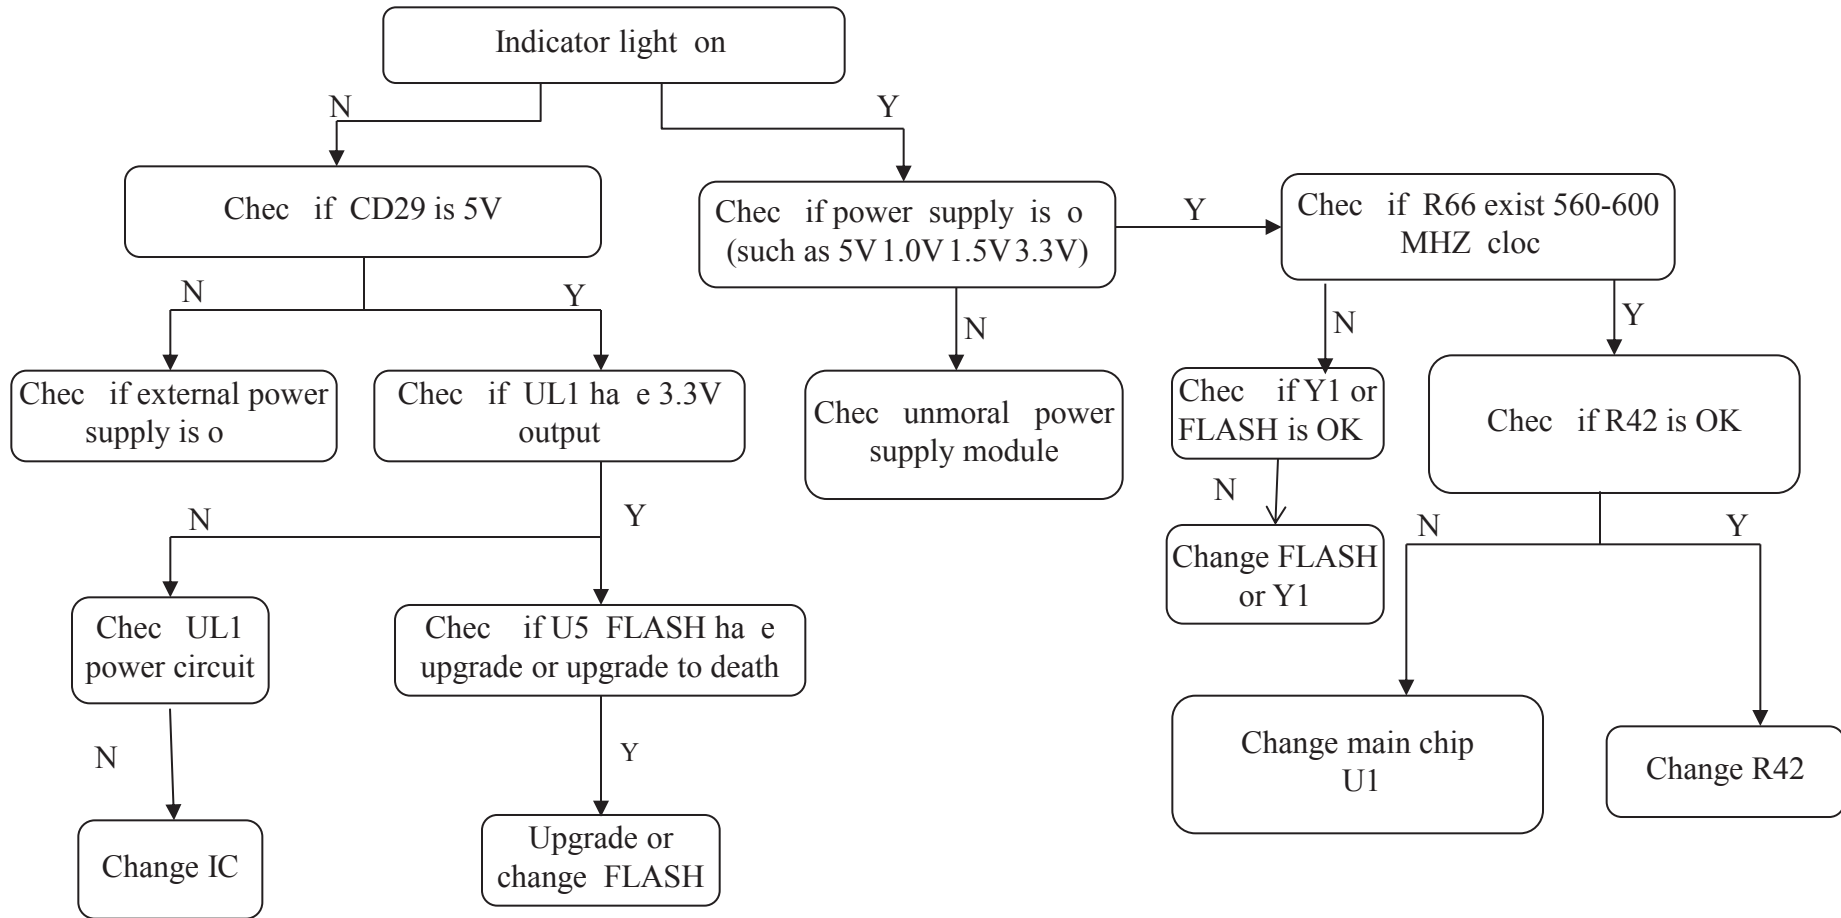 Indicator light on
N
Y
Chec if CD29 is 5V
Chec if power supply is o
(such as 5V 1.0V 1.5V 3.3V)
Y
Chec if R66 exist 560-600
MHZ cloc
N
Y
N
N
Y
Chec if external power
supply is o
Chec if UL1 ha e 3.3V
output
Chec unmoral power
supply module
Chec if Y1 or
FLASH is OK
Chec if R42 is OK
N
Y
N
N
Y
Chec UL1
power circuit
Chec if U5 FLASH ha e
upgrade or upgrade to death
Change FLASH
or Y1
N
Y
Change main chip
U1
Change R42
Change IC
Upgrade or
change FLASH